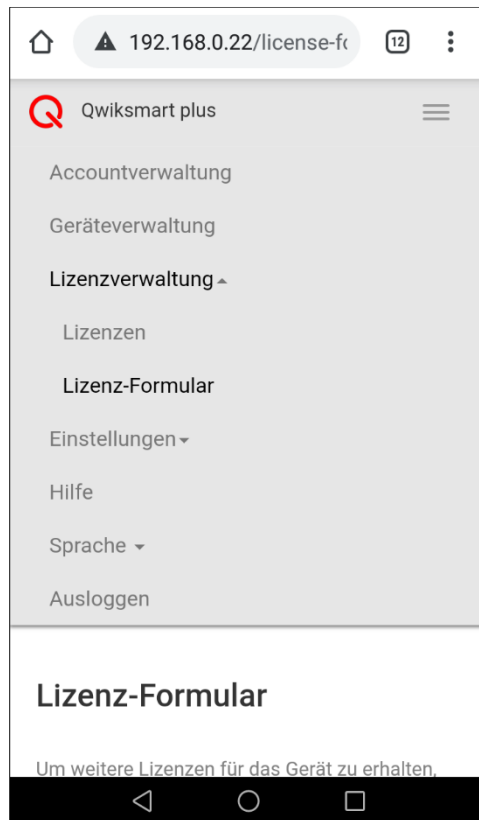 192.168.0.22/license-fo
12
Qwiksmart plus
Accountverwaltung
Geräteverwaltung
Lizenzverwaltung
Lizenzen
Lizenz-Formular
Einstellungen
Hilfe
Sprache
Ausloggen
Lizenz-Formular
Um weitere Lizenzen für das Gerät zu erhalten,